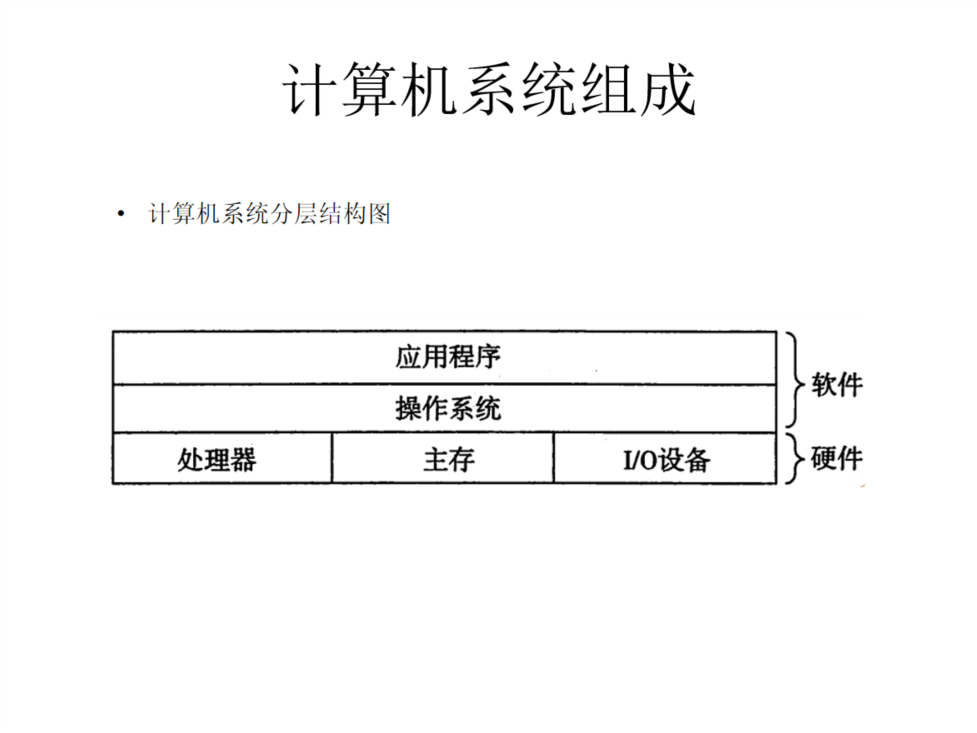 计算机系统组成
• 计算机系统分层结构图
应用程序
操作系统
软件
处理器 主存 I/O设备
硬件